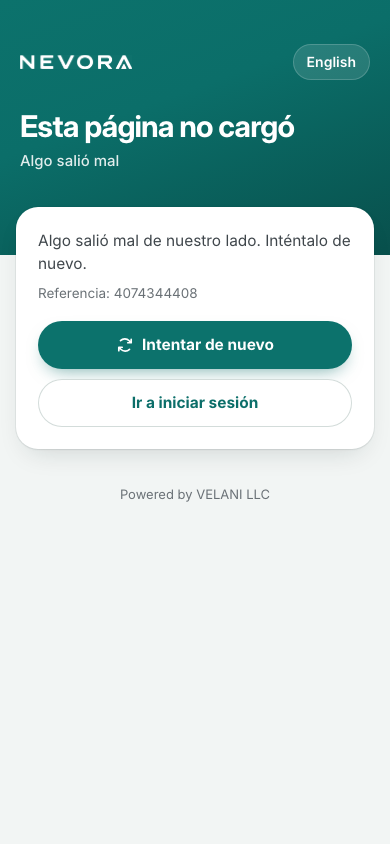 NEVORA
English
Esta página no cargó
Algo salió mal
Algo salió mal de nuestro lado. Inténtalo de
nuevo.
Referencia: 4074344408
Intentar de nuevo
Ir a iniciar sesión
Powered by VELANI LLC